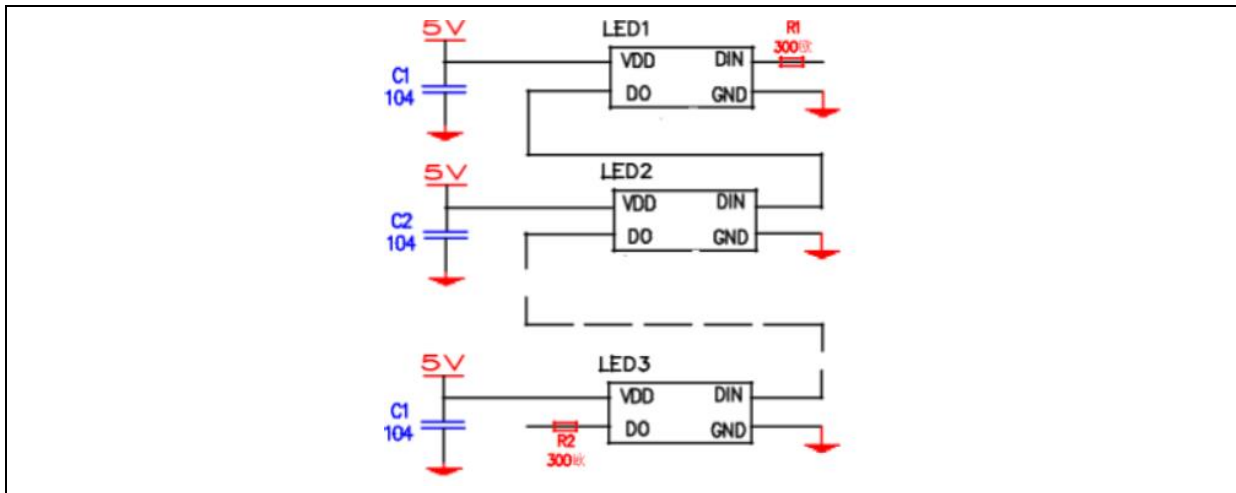 5V
LED1
R1
300欧
VDD
DIN
C1
104
DO
GND
5V
LED2
VDD
DIN
C2
104
DO
GND
5V
LED3
VDD
DIN
C1
104
DO
GND
R2
300欧